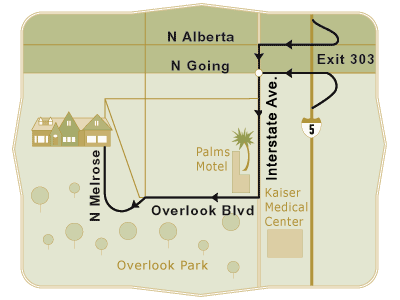 N Alberta
N Going
Exit 303
Interstate Ave.
5
Palms
Motel
N Melrose
Overlook Blvd
Kaiser
Medical
Center
Overlook Park